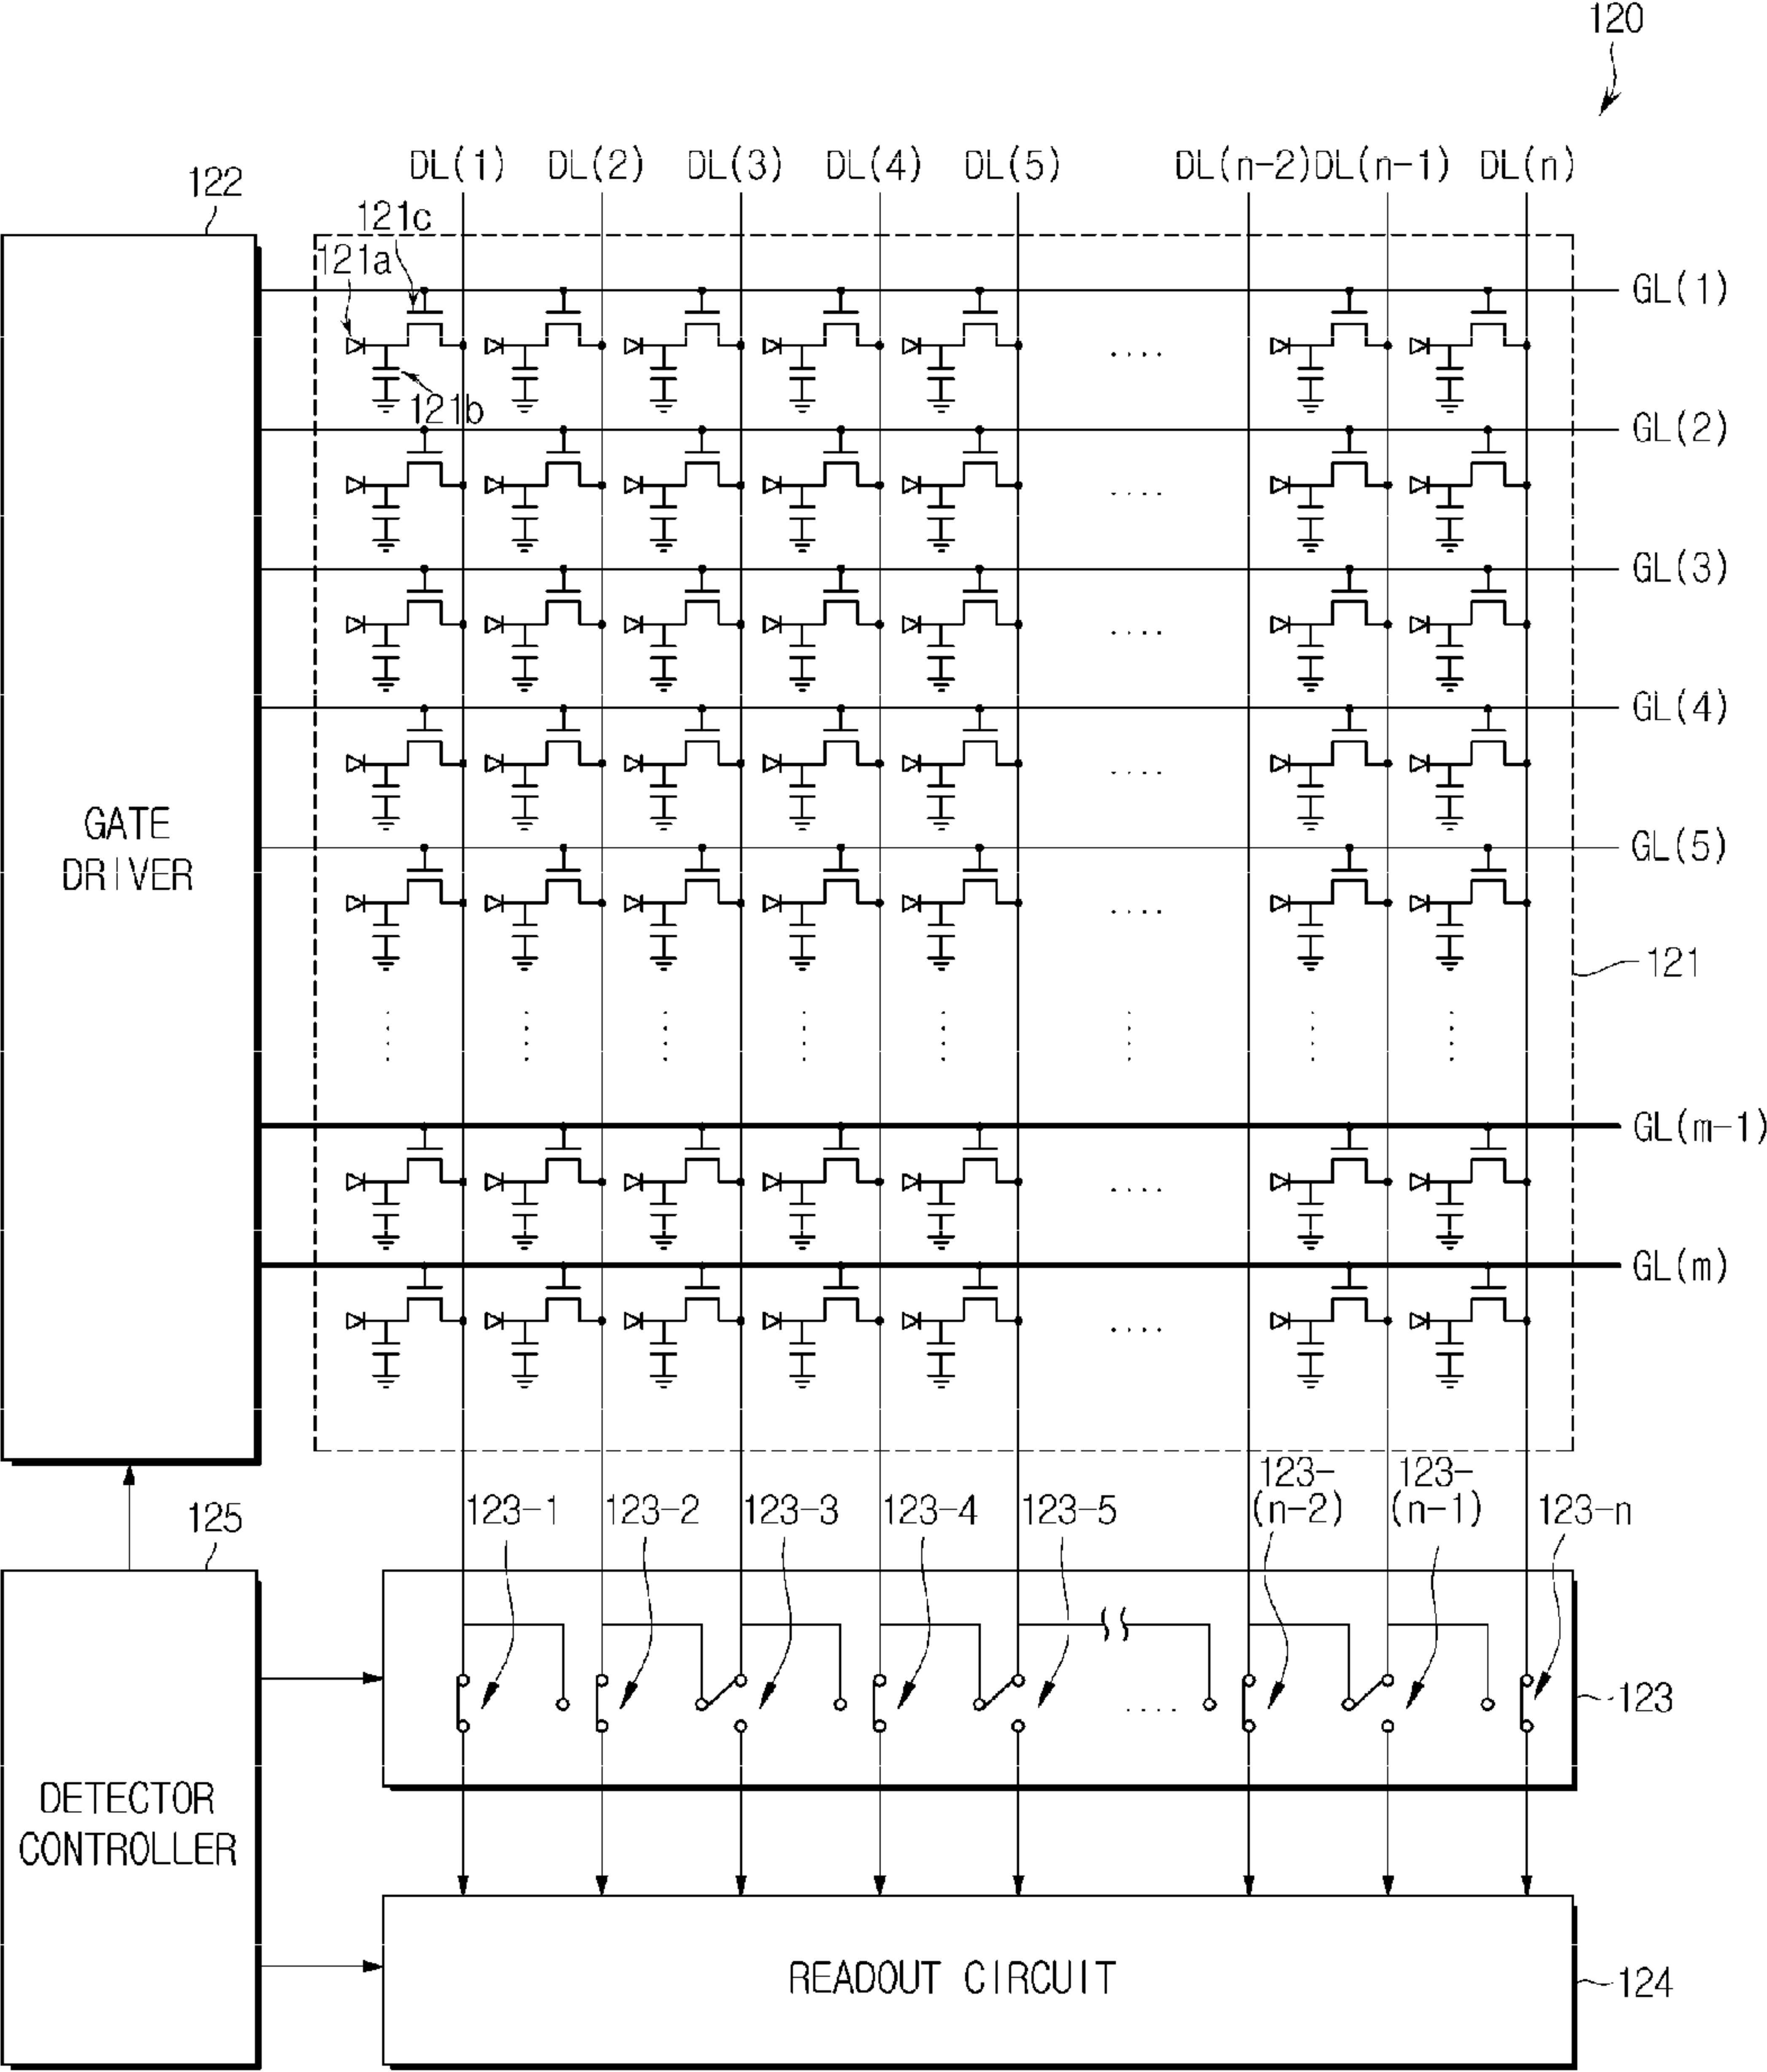 120
DL(1) DL(2) DL(3) DL(4) DL(5) DL(n-2) DL(n-1) DL(n)
122
121c
121a
GL(1)
121b
GL(2)
GL(3)
GL(4)
GATE
DRIVER
GL(5)
121
GL(m-1)
GL(m)
125
123-1 123-2 123-3 123-4 123-5 123-(n-2) 123-(n-1) 123-n
123
DETECTOR
CONTROLLER
READOUT CIRCUIT
124